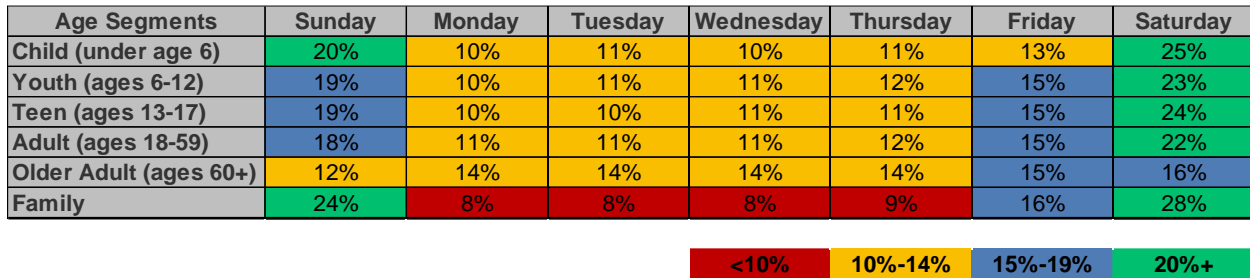 Age Segments Sunday Monday Tuesday Wednesday Thursday Friday Saturday
Child (under age 6) 20% 10% 11% 10% 11% 13% 25%
Youth (ages 6-12) 19% 10% 11% 11% 12% 15% 23%
Teen (ages 13-17) 19% 10% 10% 11% 11% 15% 24%
Adult (ages 18-59) 18% 11% 11% 11% 12% 15% 22%
Older Adult (ages 60+) 12% 14% 14% 14% 14% 15% 16%
Family 24% 8% 8% 8% 9% 16% 28%
<10% 10%-14% 15%-19% 20%+